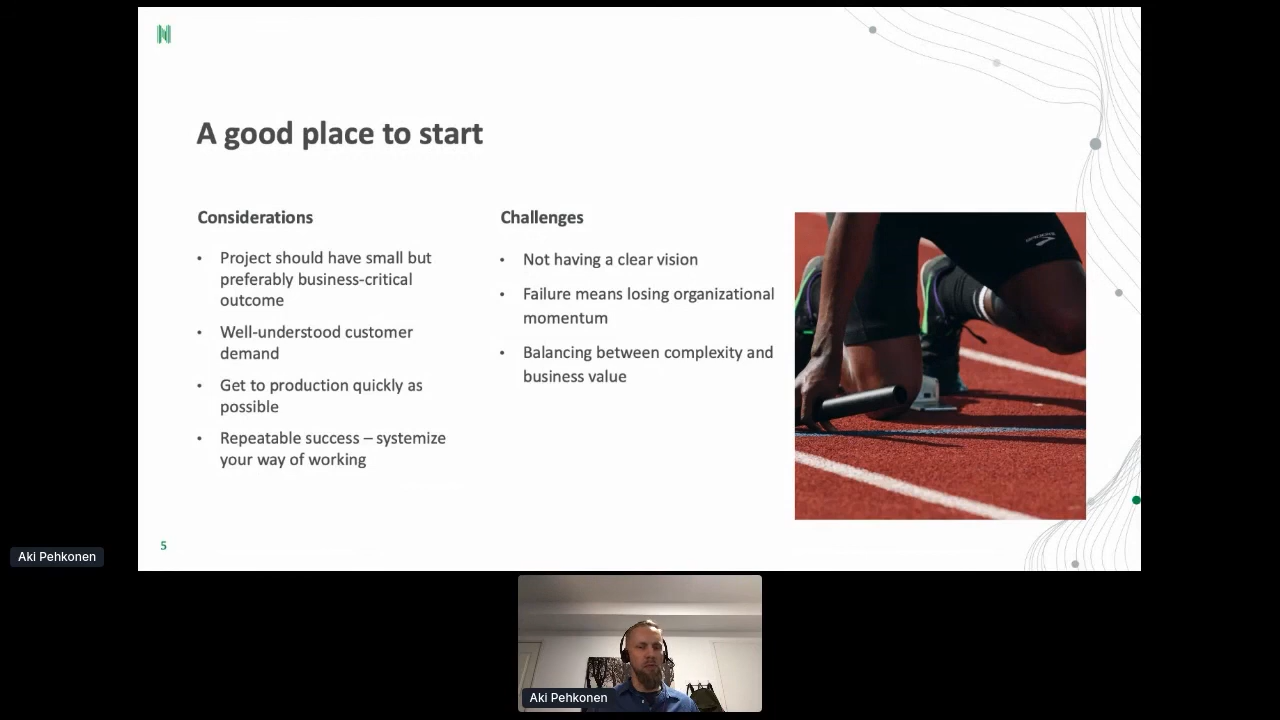 N
A good place to start
Considerations
• Project should have small but
preferably business-critical
outcome
• Well-understood customer
demand
• Get to production quickly as
possible
• Repeatable success – systemize
your way of working
Challenges
• Not having a clear vision
• Failure means losing organizational
momentum
• Balancing between complexity and
business value
5
Aki Pehkonen
Aki Pehkonen